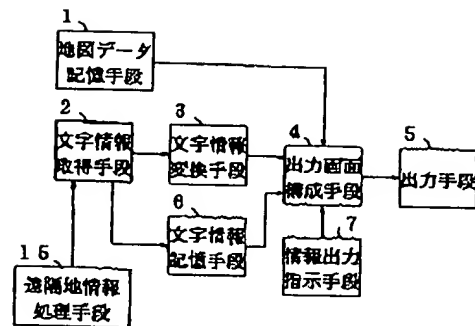 1
地図データ
記憶手段
2
文字情報
取得手段
3
文字情報
変換手段
4
出力画面
構成手段
5
出力手段
6
文字情報
記憶手段
7
情報出力
指示手段
15
遠隔地情報
処理手段